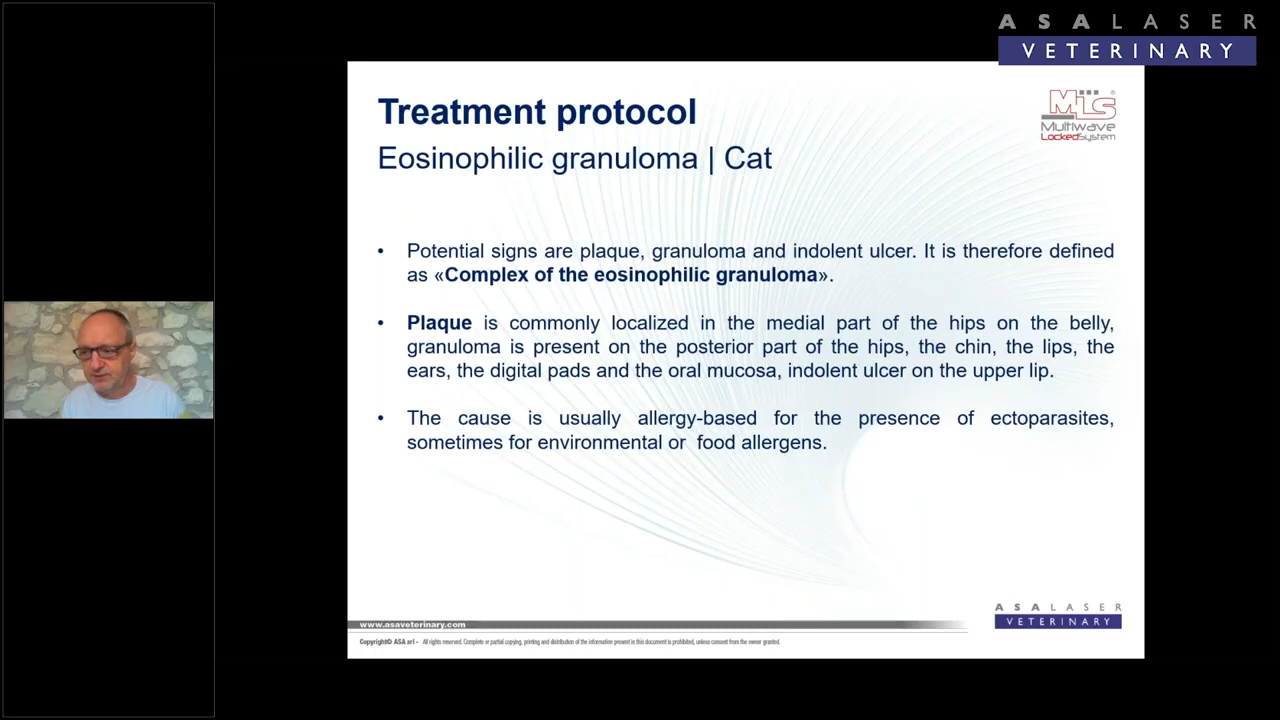 ASALASER
VETERINARY
Treatment protocol
MLS
Multiwave
LockedSystem
Eosinophilic granuloma | Cat
• Potential signs are plaque, granuloma and indolent ulcer. It is therefore defined
as «Complex of the eosinophilic granuloma».
• Plaque is commonly localized in the medial part of the hips on the belly,
granuloma is present on the posterior part of the hips, the chin, the lips, the
ears, the digital pads and the oral mucosa, indolent ulcer on the upper lip.
• The cause is usually allergy-based for the presence of ectoparasites,
sometimes for environmental or food allergens.
ASALASER
VETERINARY
www.asaveterinary.com
Copyright© ASA srl - All rights reserved. Complete or partial copying, printing and distribution of the information present in this document is prohibited, unless consent from the owner granted.